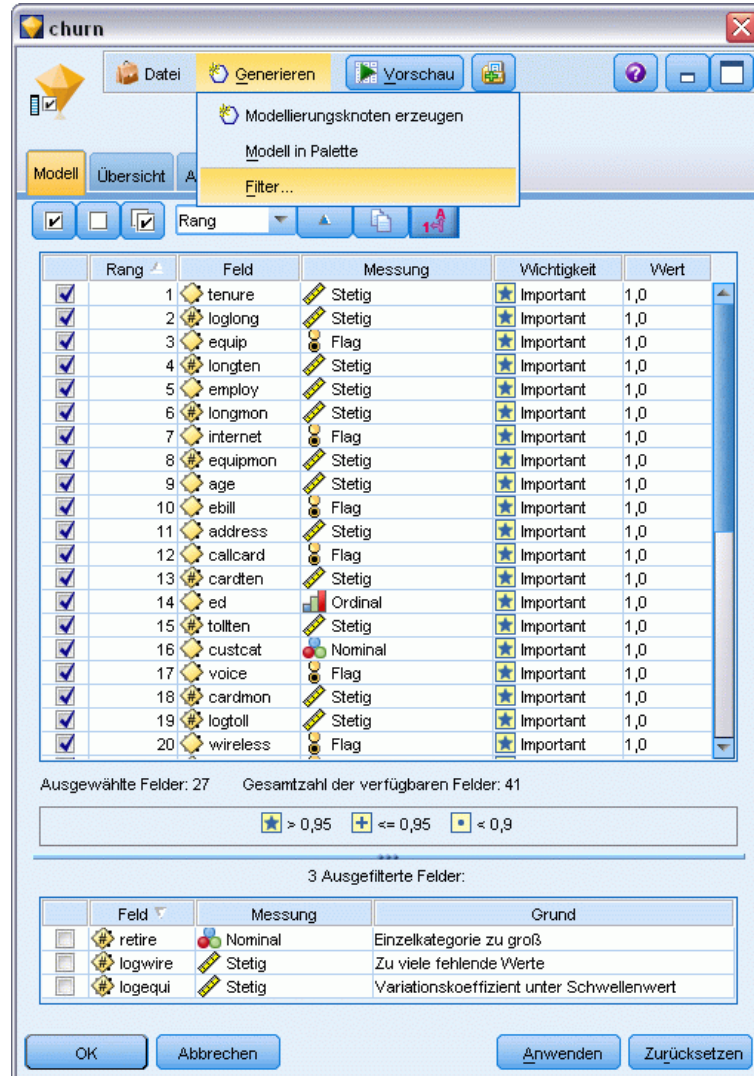 churn
Datei Generieren Vorschau
Modellierungsknoten erzeugen
Modell in Palette
Filter...
Modell Übersicht A
Rang
Rang Feld Messung Wichtigkeit Wert
1 tenure Stetig Important 1,0
2 loglong Stetig Important 1,0
3 equip Flag Important 1,0
4 longten Stetig Important 1,0
5 employ Stetig Important 1,0
6 longmon Stetig Important 1,0
7 internet Flag Important 1,0
8 equipmon Stetig Important 1,0
9 age Stetig Important 1,0
10 ebill Flag Important 1,0
11 address Stetig Important 1,0
12 callcard Flag Important 1,0
13 cardten Stetig Important 1,0
14 ed Ordinal Important 1,0
15 tollten Stetig Important 1,0
16 custcat Nominal Important 1,0
17 voice Flag Important 1,0
18 cardmon Stetig Important 1,0
19 logtoll Stetig Important 1,0
20 wireless Flag Important 1,0
Ausgewählte Felder: 27 Gesamtzahl der verfügbaren Felder: 41
> 0,95 <= 0,95 < 0,9
3 Ausgefilterte Felder:
Feld Messung Grund
retire Nominal Einzelkategorie zu groß
logwire Stetig Zu viele fehlende Werte
logequi Stetig Variationskoeffizient unter Schwellenwert
OK Abbrechen Anwenden Zurücksetzen